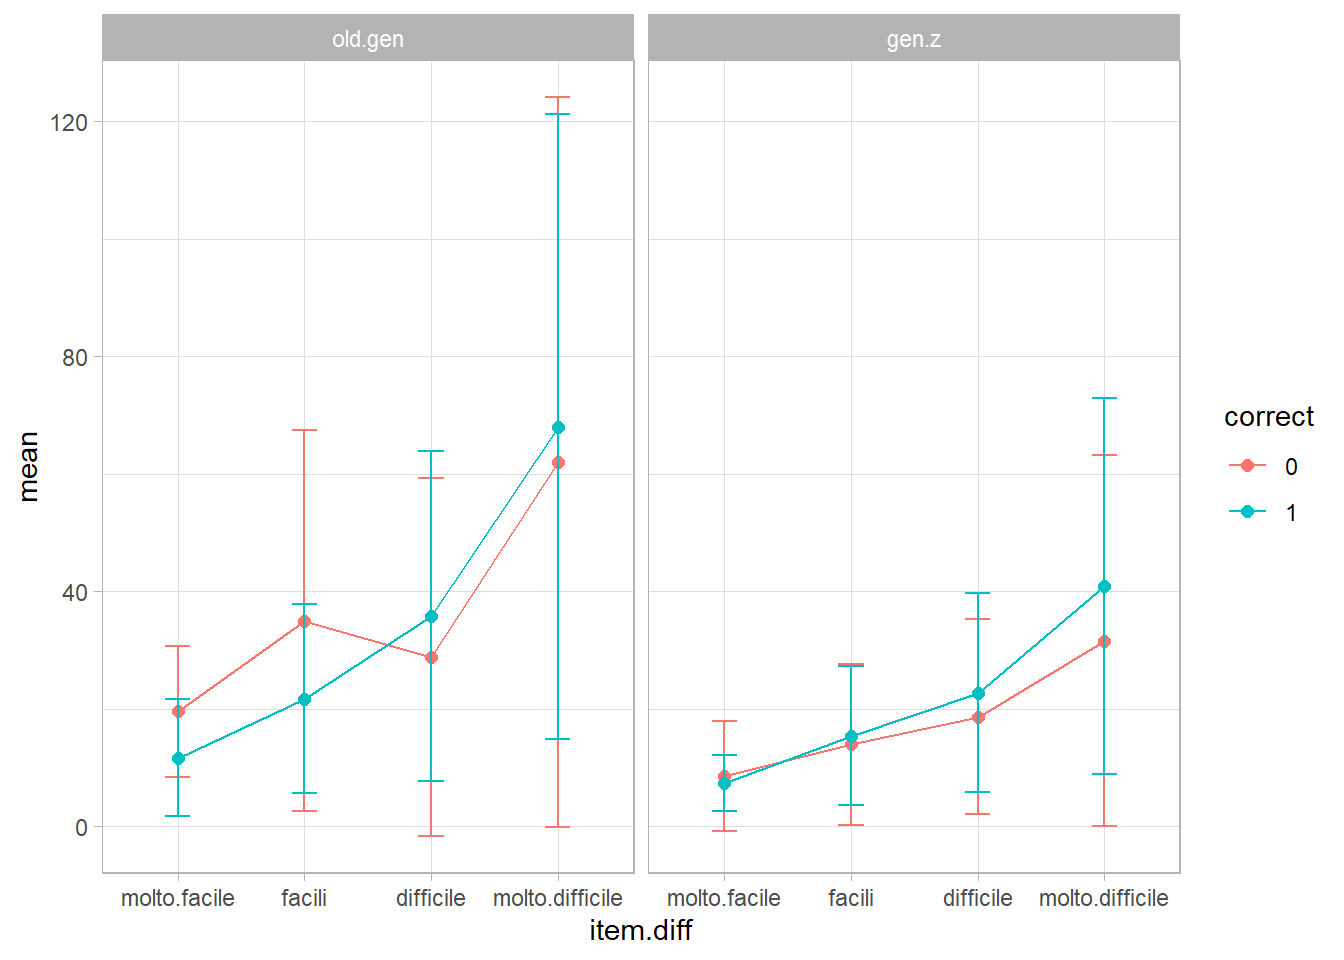 old.gen gen.z
120
80
40
0
mean
molto.facile facili difficile molto.difficile molto.facile facili difficile molto.difficile
item.diff
correct
0
1